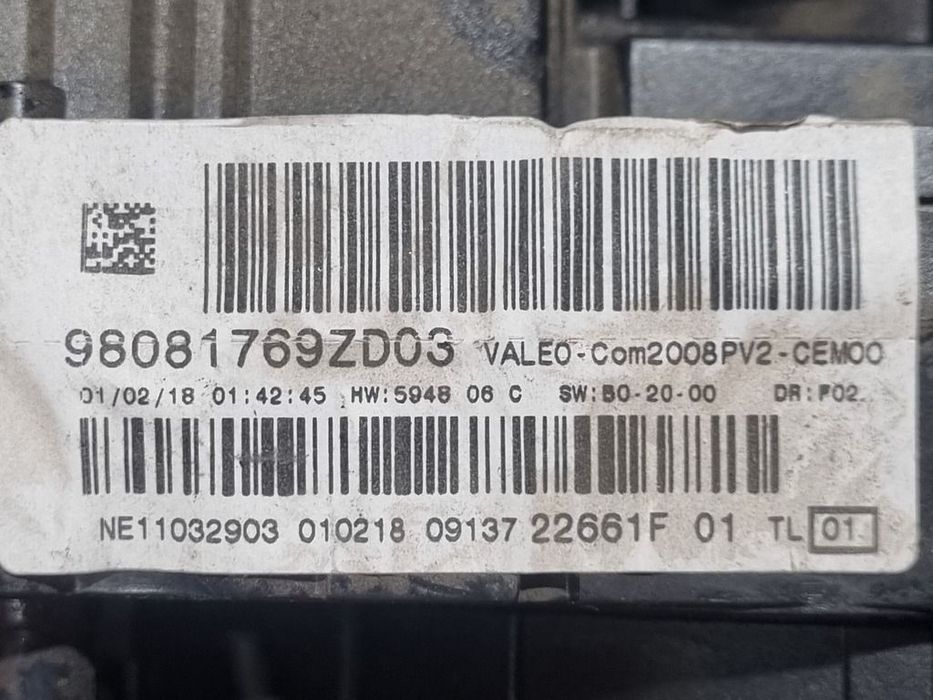 98081769ZD03 VALEO-Com2008PV2-CEM00
01/02/18 01:42:45 HW:5948 06 C SW:80-20-00 DR:F02
NE11032903 010218 09137 22661F 01 TL 01